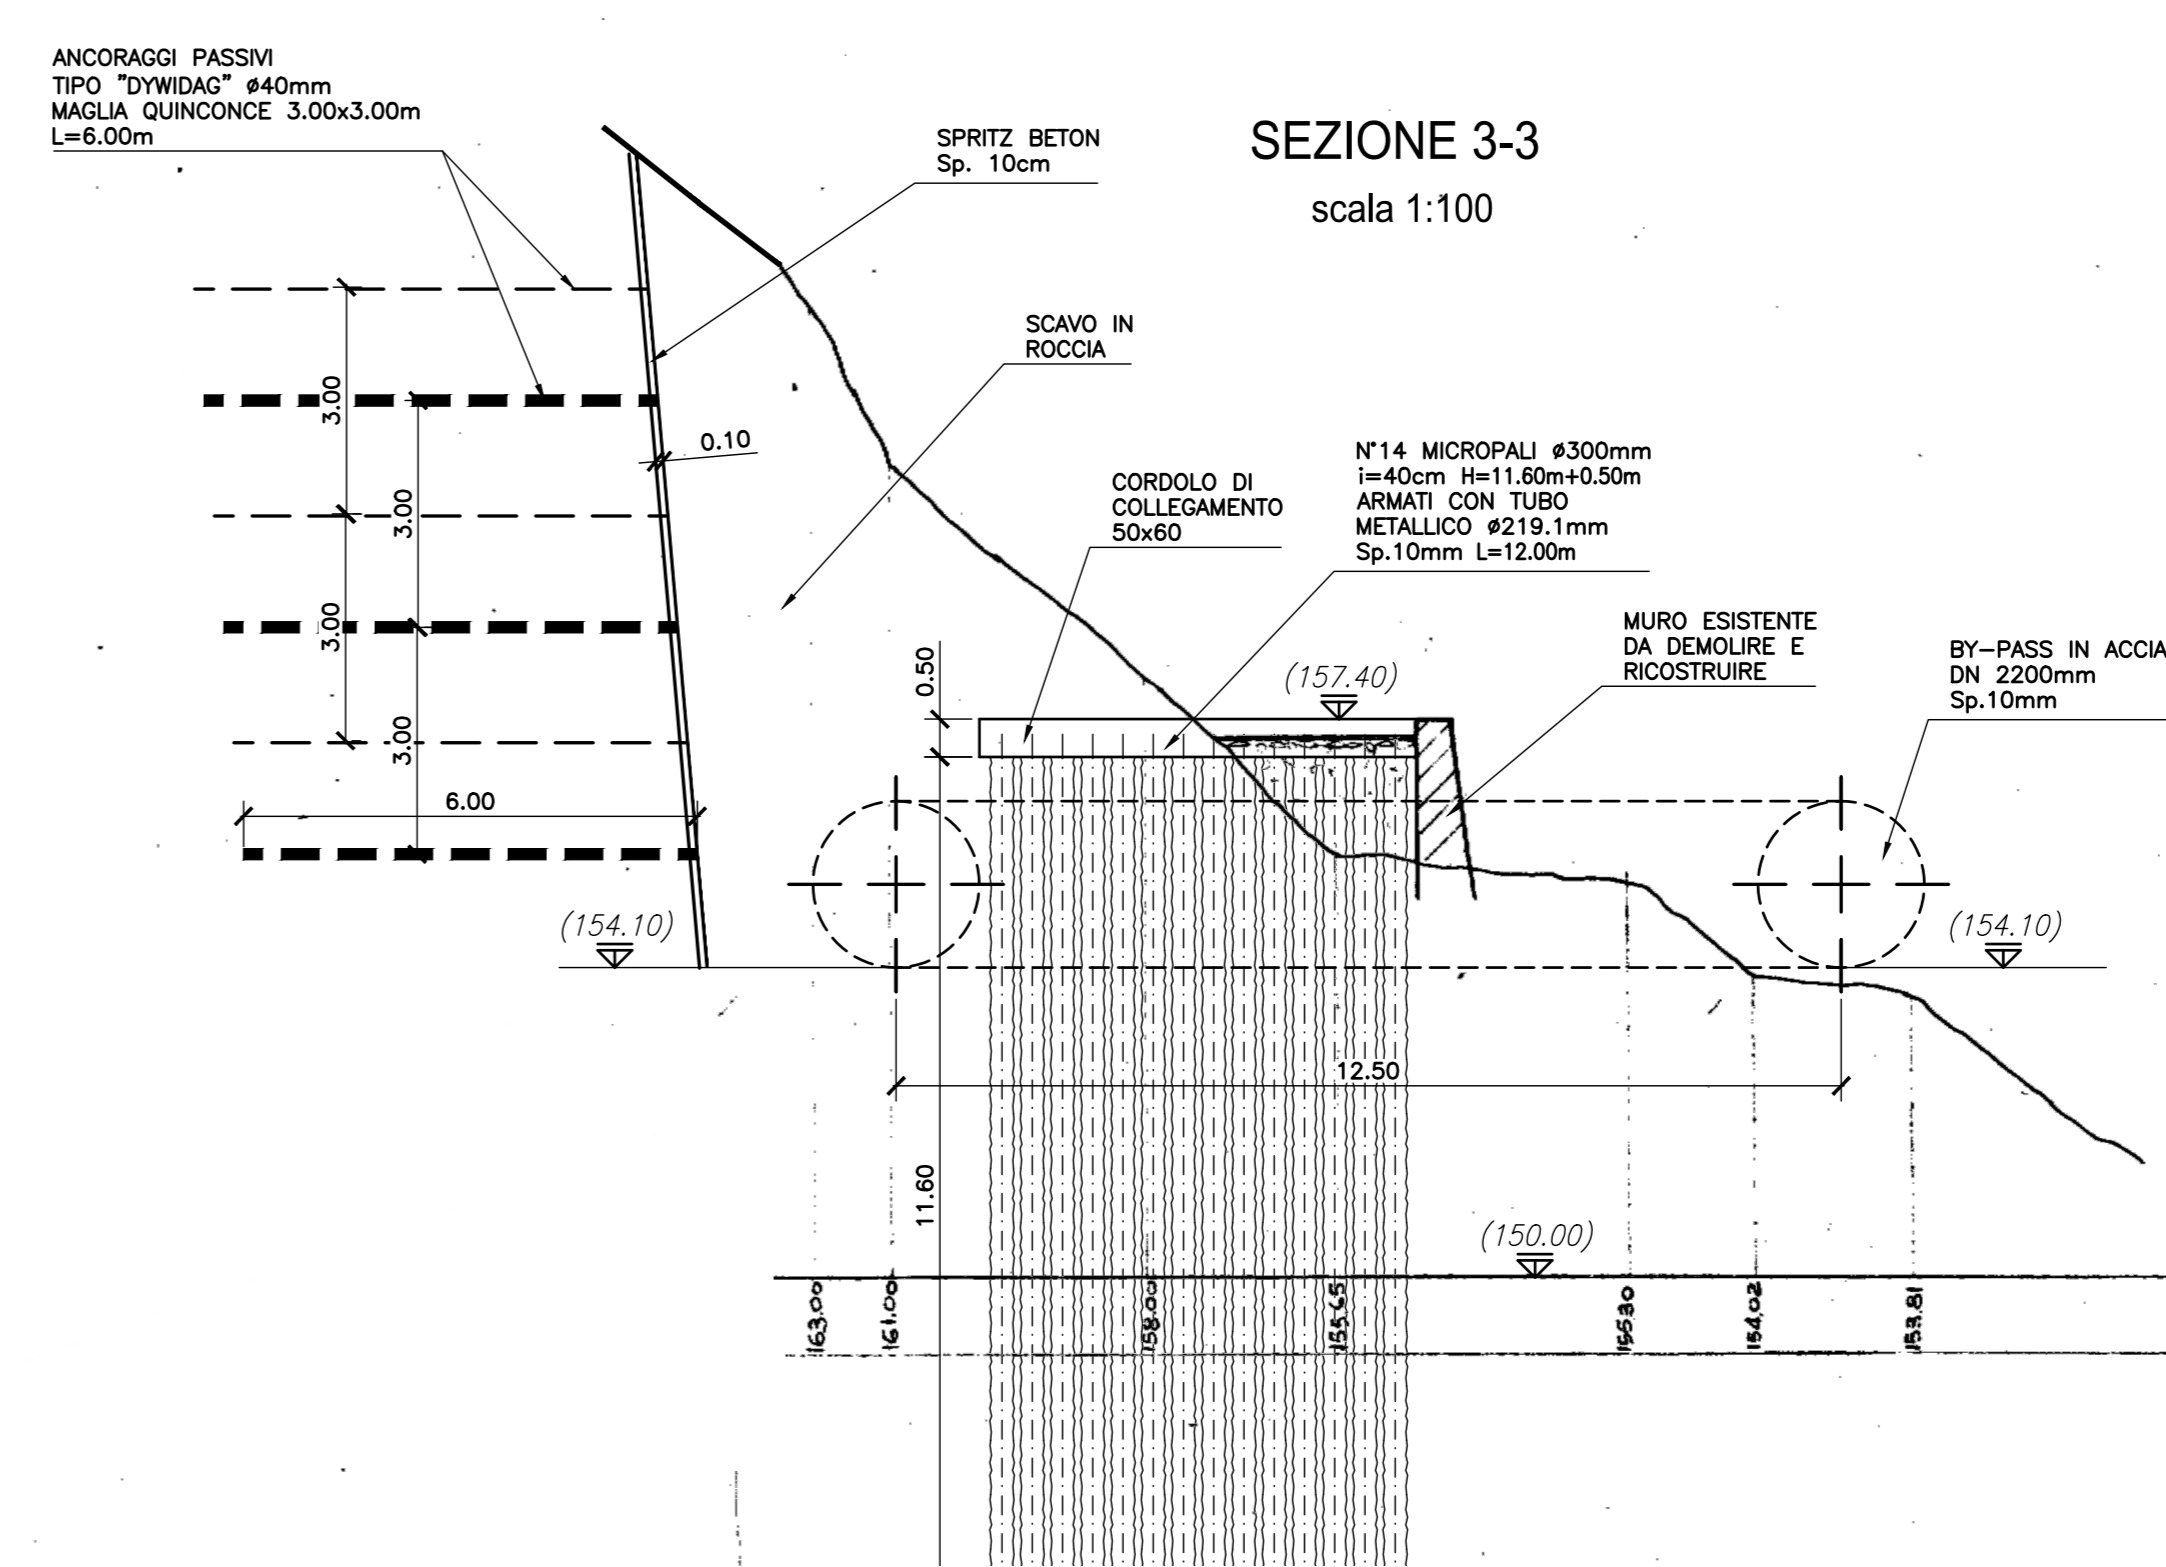 ANCORAGGI PASSIVI
TIPO "DYWIDAG" ø40mm
MAGLIA QUINCONCE 3.00x3.00m
L=6.00m
SPRITZ BETON
Sp. 10cm
SEZIONE 3-3
scala 1:100
SCAVO IN
ROCCIA
3.00
0.10
3.00
CORDOLO DI
COLLEGAMENTO
50x60
N°14 MICROPALI ø300mm
i=40cm H=11.60m+0.50m
ARMATI CON TUBO
METALLICO ø219.1mm
Sp.10mm L=12.00m
MURO ESISTENTE
DA DEMOLIRE E
RICOSTRUIRE
BY-PASS IN ACCIA
DN 2200mm
Sp.10mm
3.00
3.00
0.50
(157.40)
6.00
(154.10)
(154.10)
12.50
11.60
(150.00)
163.00
161.00
158.00
155.65
154.02
153.81